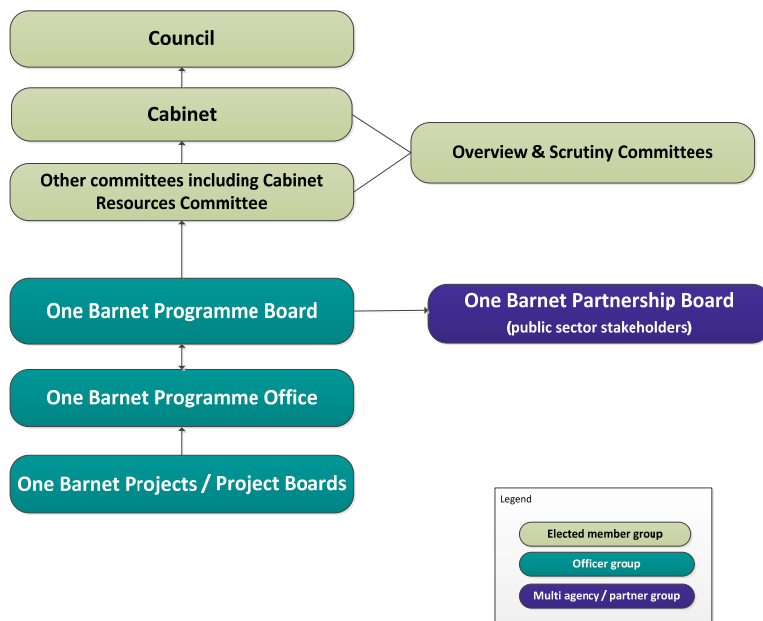 Council
Cabinet
Overview & Scrutiny Committees
Other committees including Cabinet
Resources Committee
One Barnet Programme Board
One Barnet Partnership Board
(public sector stakeholders)
One Barnet Programme Office
One Barnet Projects / Project Boards
Legend
Elected member group
Officer group
Multi agency / partner group